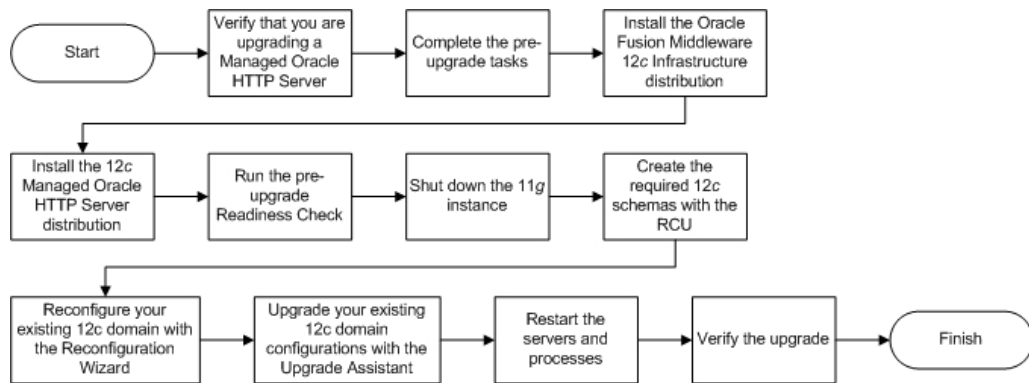 Start
Verify that you are
upgrading a
Managed Oracle
HTTP Server
Complete the pre-
upgrade tasks
Install the Oracle
Fusion Middleware
12c Infrastructure
distribution
Install the 12c
Managed Oracle
HTTP Server
distribution
Run the pre-
upgrade
Readiness Check
Shut down the 11g
instance
Create the
required 12c
schemas with the
RCU
Reconfigure your
existing 12c domain with
the Reconfiguration
Wizard
Upgrade your existing
12c domain
configurations with the
Upgrade Assistant
Restart the
servers and
processes
Verify the upgrade
Finish